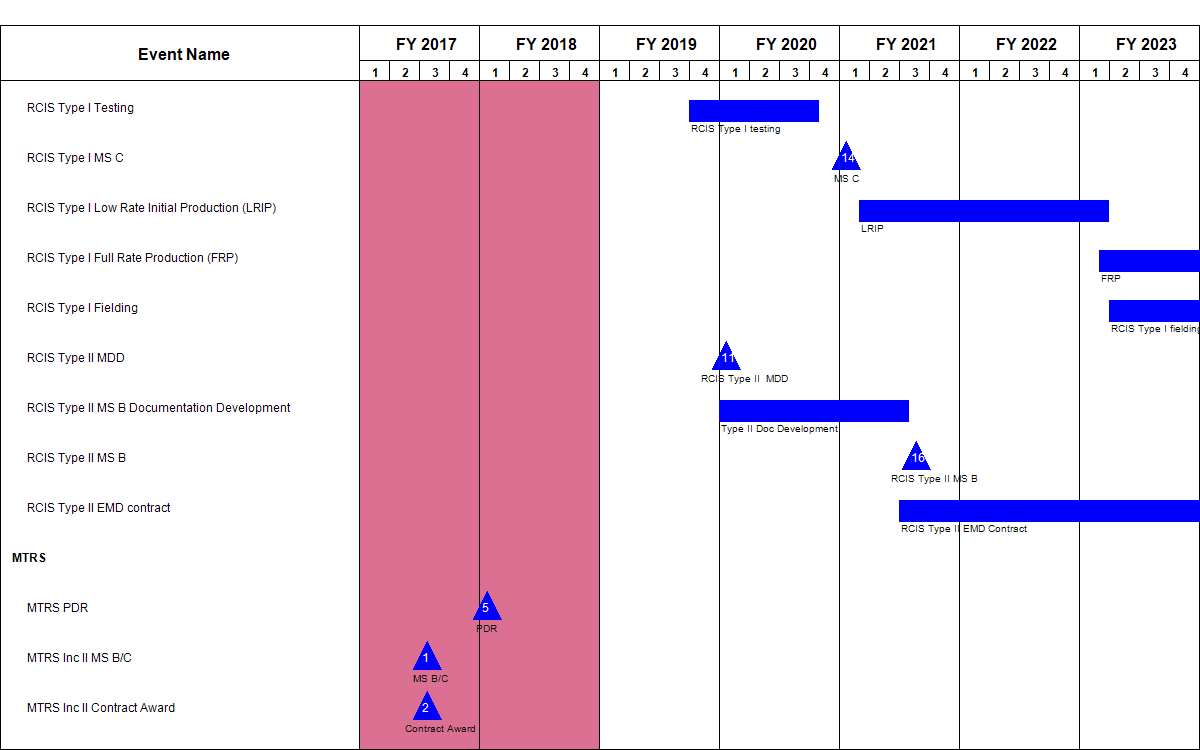 Event Name FY 2017 FY 2018 FY 2019 FY 2020 FY 2021 FY 2022 FY 2023
1 2 3 4 1 2 3 4 1 2 3 4 1 2 3 4 1 2 3 4 1 2 3 4 1 2 3 4
RCIS Type I Testing
RCIS Type I testing
RCIS Type I MS C 14
MS C
RCIS Type I Low Rate Initial Production (LRIP)
LRIP
RCIS Type I Full Rate Production (FRP)
FRP
RCIS Type I Fielding
RCIS Type I fielding
RCIS Type II MDD 11
RCIS Type II MDD
RCIS Type II MS B Documentation Development
Type II Doc Development
RCIS Type II MS B 16
RCIS Type II MS B
RCIS Type II EMD contract
RCIS Type II EMD Contract
MTRS
MTRS PDR 5
PDR
MTRS Inc II MS B/C 1
MS B/C
MTRS Inc II Contract Award 2
Contract Award